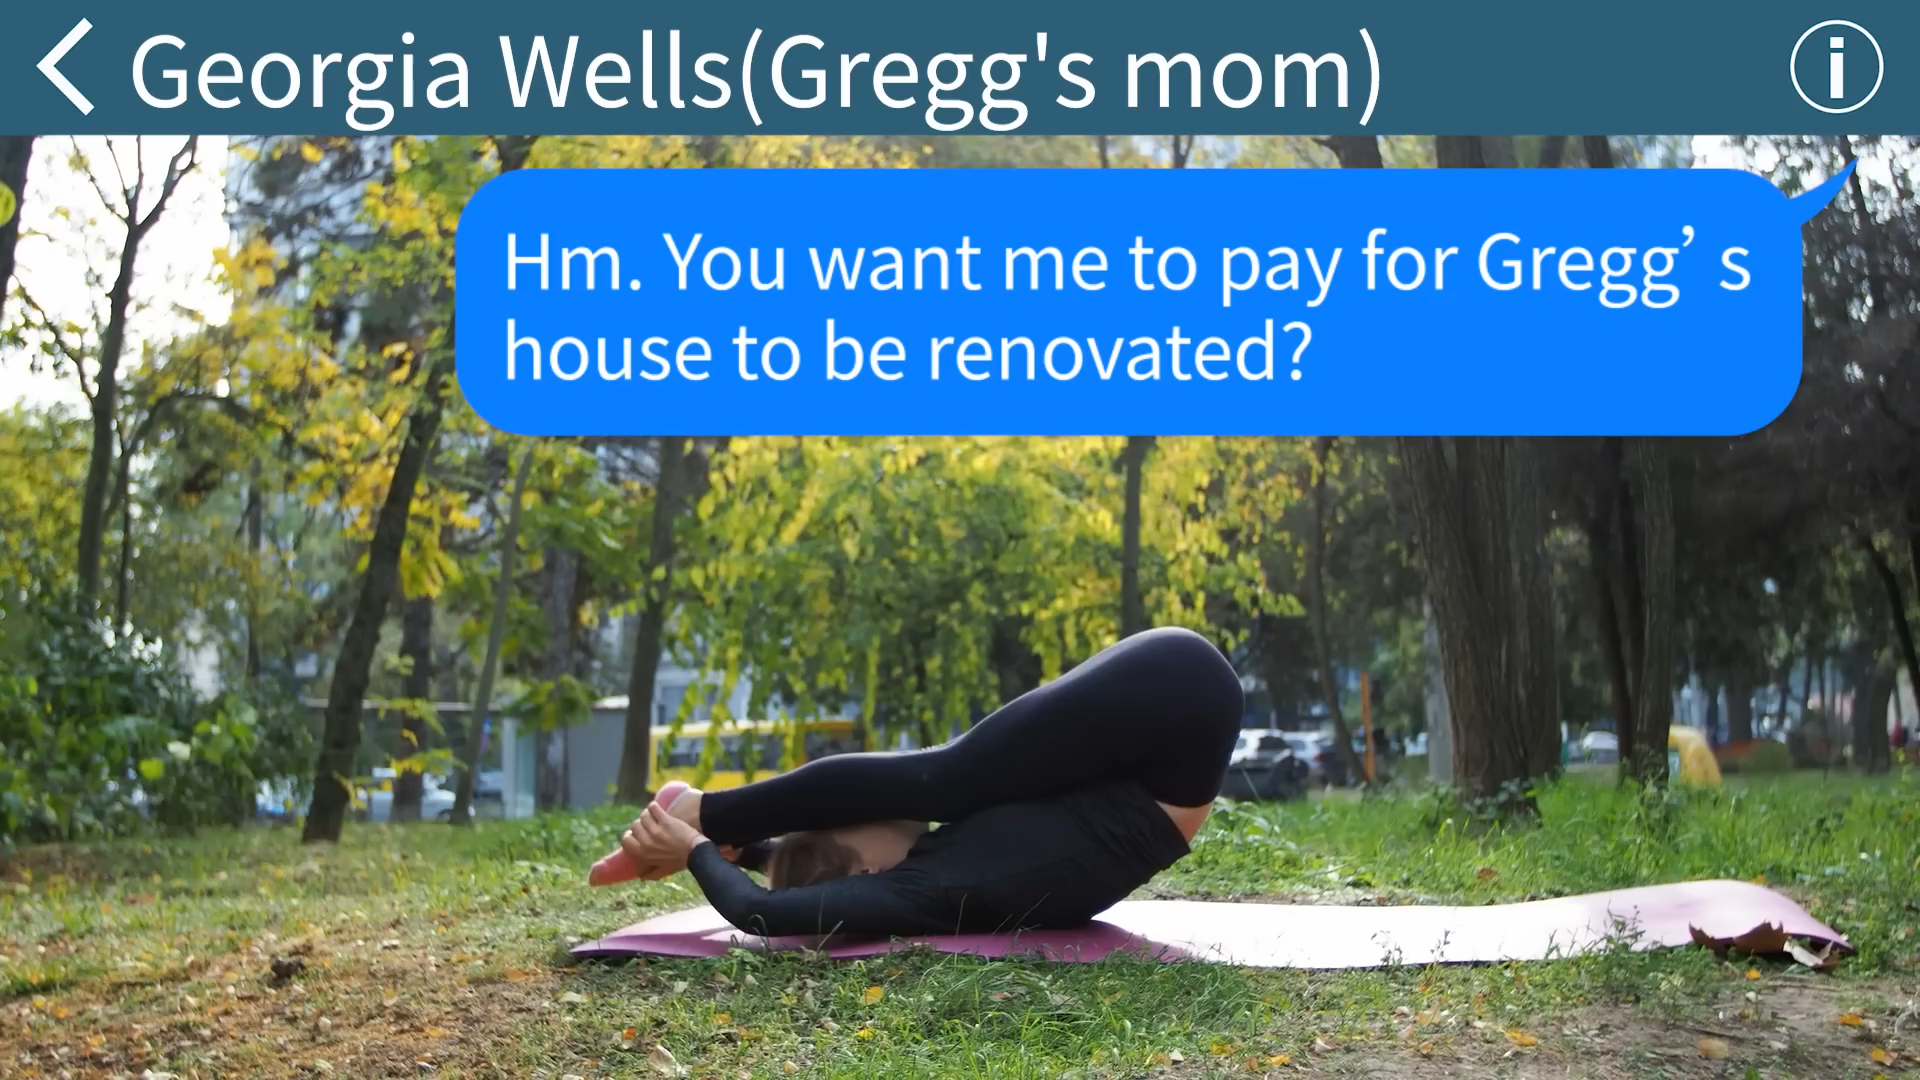 Georgia Wells(Gregg's mom)
Hm. You want me to pay for Gregg’s
house to be renovated?